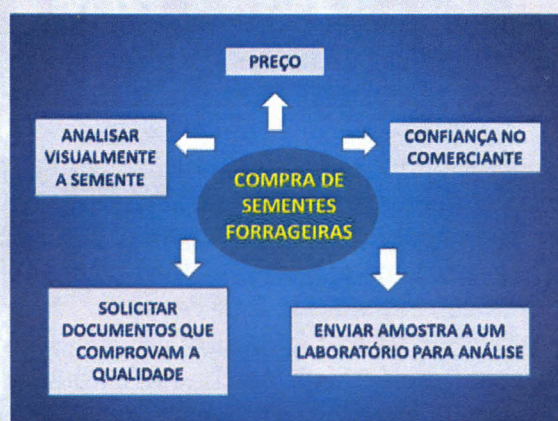 PREÇO
ANALISAR
VISUALMENTE
A SEMENTE
CONFIANÇA NO
COMERCIANTE
COMPRA DE
SEMENTES
FORRAGEIRAS
SOLICITAR
DOCUMENTOS QUE
COMPROVAM A
QUALIDADE
ENVIAR AMOSTRA A UM
LABORATÓRIO PARA ANÁLISE